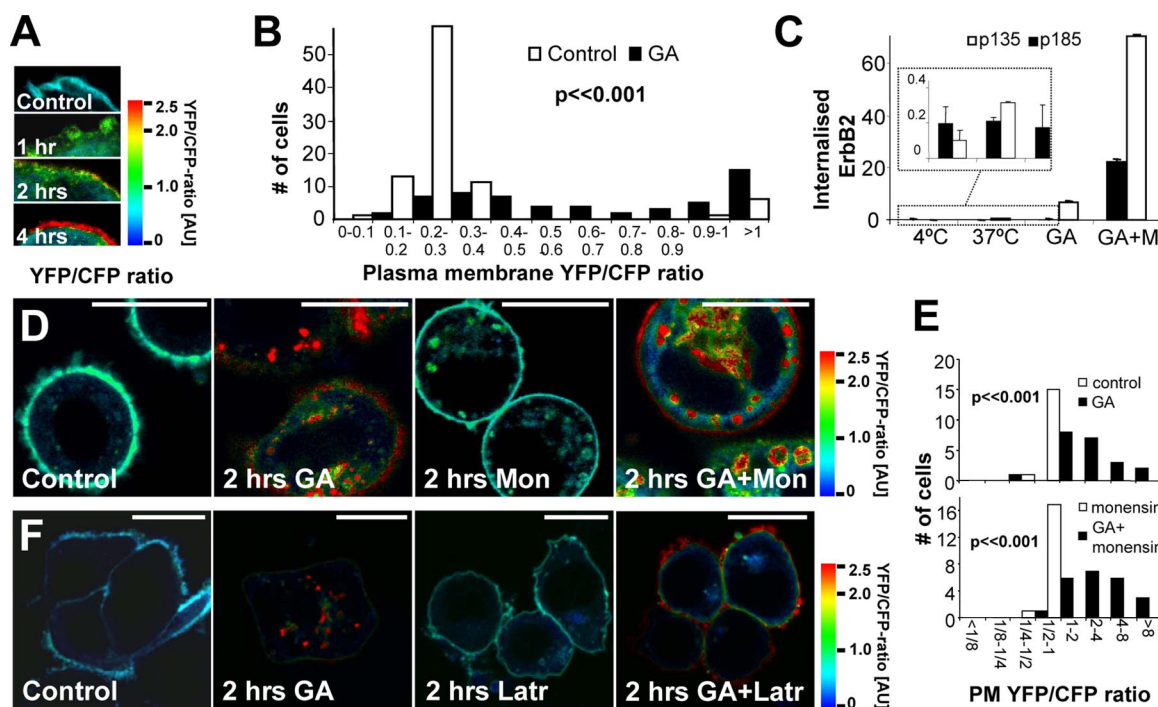 A
Control
1 hr
2 hrs
4 hrs
2.5
2.0
1.0
0
YFP/CFP-ratio [AU]
YFP/CFP ratio
B
Control GA
p<<0.001
# of cells
50
40
30
20
10
0
0-0.1 0.1-0.2 0.2-0.3 0.3-0.4 0.4-0.5 0.5-0.6 0.6-0.7 0.7-0.8 0.8-0.9 0.9-1 >1
Plasma membrane YFP/CFP ratio
C
p135 p185
Internalised
ErbB2
60
40
20
0
0.4
0.2
0
4ºC 37ºC GA GA+M
D
Control
2 hrs GA
2 hrs Mon
2 hrs GA+Mon
2.5
2.0
1.0
0
YFP/CFP-ratio [AU]
E
control
GA
p<<0.001
15
10
5
0
# of cells
monensin
GA+
monensin
p<<0.001
16
12
8
4
0
<1/8 1/8-1/4 1/4-1/2 1/2-1 1-2 2-4 4-8 >8
PM YFP/CFP ratio
F
Control
2 hrs GA
2 hrs Latr
2 hrs GA+Latr
2.5
2.0
1.0
0
YFP/CFP-ratio [AU]